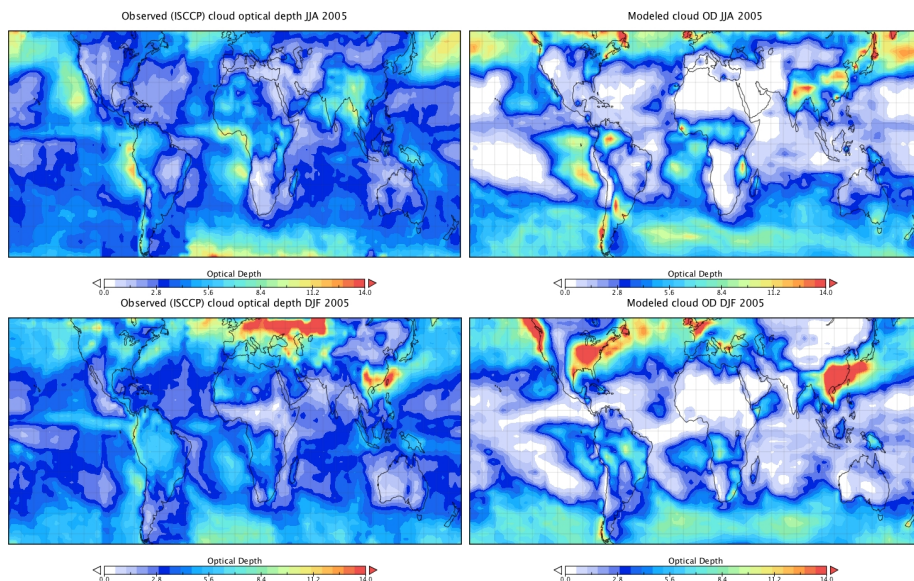 Observed (ISCCP) cloud optical depth JJA 2005
Modeled cloud OD JJA 2005
Optical Depth
0.0 2.8 5.6 8.4 11.2 14.0
Optical Depth
0.0 2.8 5.6 8.4 11.2 14.0
Observed (ISCCP) cloud optical depth DJF 2005
Modeled cloud OD DJF 2005
Optical Depth
0.0 2.8 5.6 8.4 11.2 14.0
Optical Depth
0.0 2.8 5.6 8.4 11.2 14.0